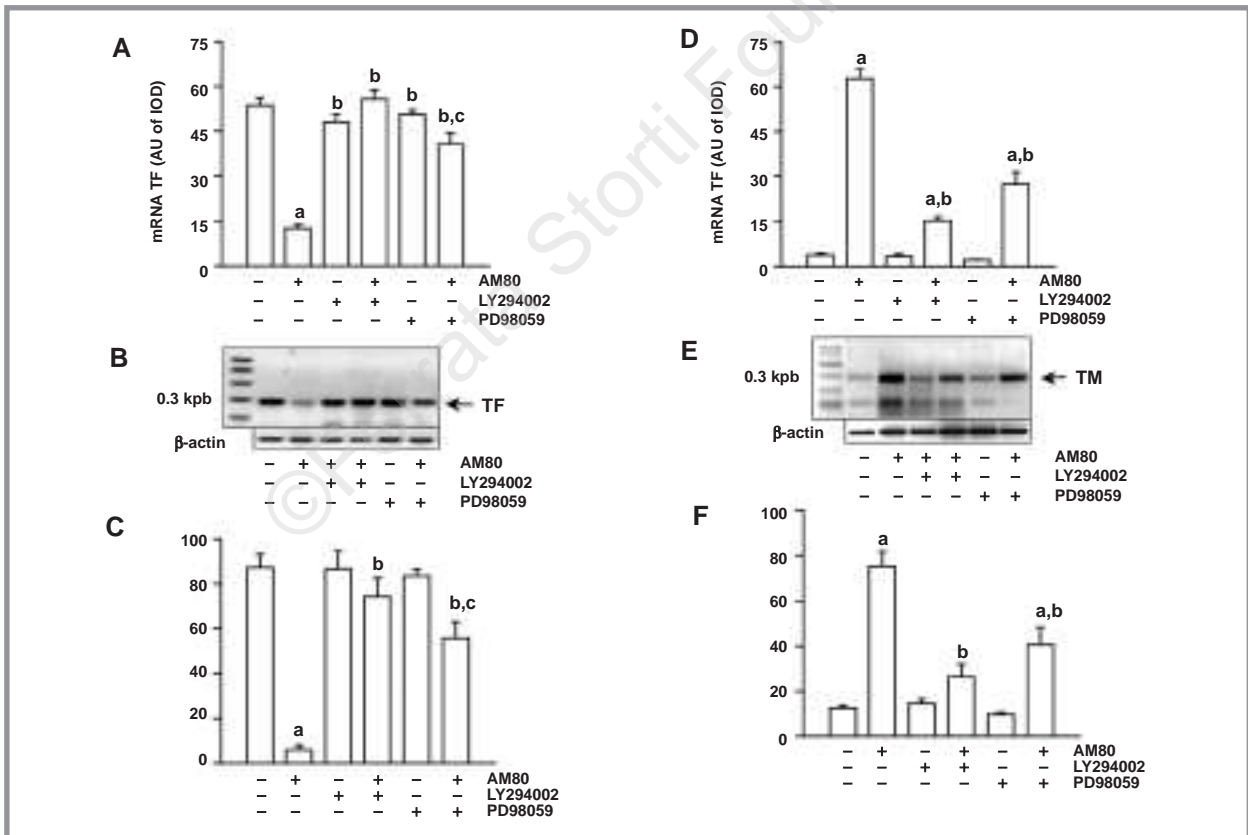 A
mRNA TF (AU of IOD)
75
60
45
30
15
0
a
b
b
b
b,c
– + – + – + AM80
– – + + – – LY294002
– – – – + + PD98059
B
0.3 kpb
TF
β-actin
– + + + – + AM80
– – + + – – LY294002
– – – – + + PD98059
C
100
80
60
40
20
0
a
b
b,c
– + – + – + AM80
– – + + – – LY294002
– – – – + + PD98059
D
mRNA TF (AU of IOD)
75
60
45
30
15
0
a
a,b
a,b
– + – + – + AM80
– – + + – – LY294002
– – – – + + PD98059
E
0.3 kpb
TM
β-actin
– + + + – + AM80
– – + + – – LY294002
– – – – + + PD98059
F
100
80
60
40
20
0
a
b
a,b
– + – + – + AM80
– – + + – – LY294002
– – – – + + PD98059
Storti